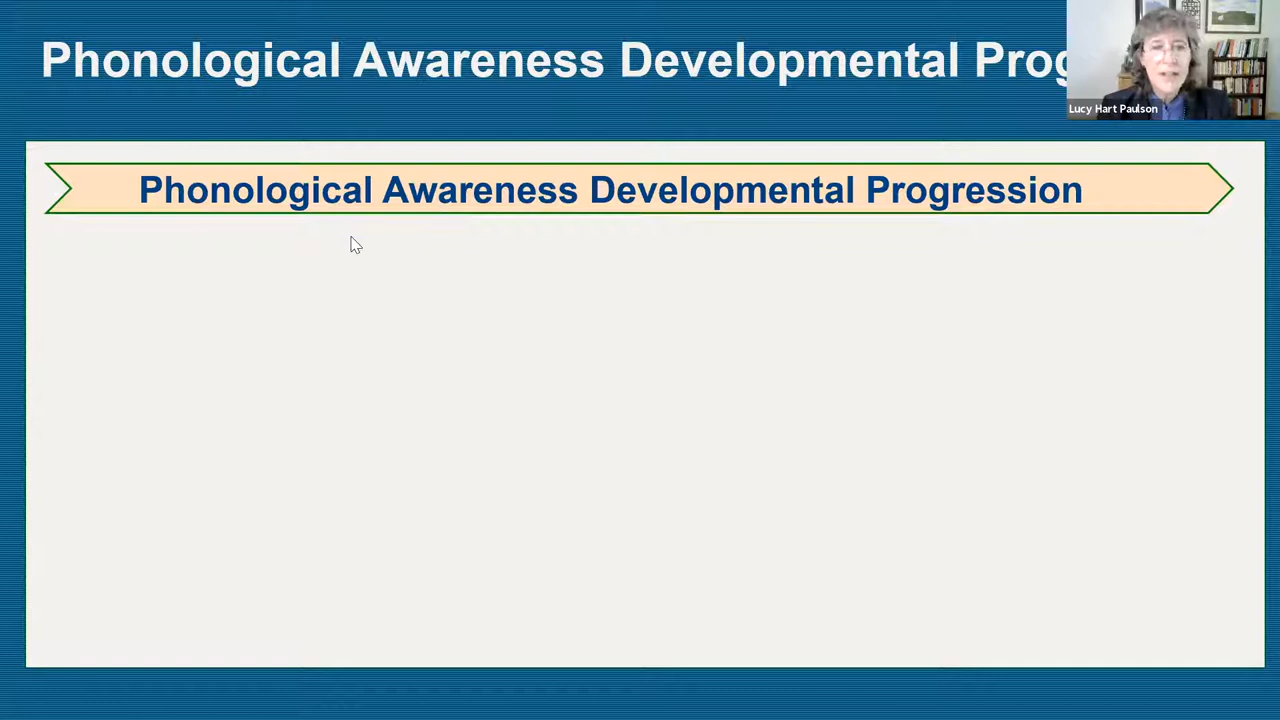 Phonological Awareness Developmental Prog
Lucy Hart Paulson
Phonological Awareness Developmental Progression